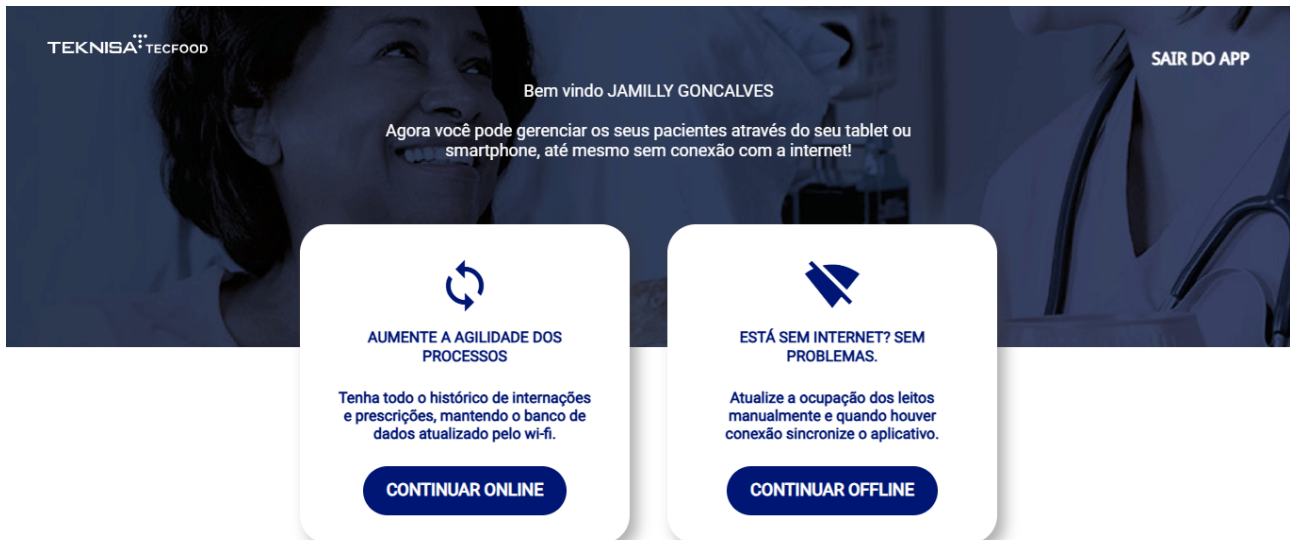 TEKNISA TECFOOD
SAIR DO APP
Bem vindo JAMILLY GONCALVES
Agora você pode gerenciar os seus pacientes através do seu tablet ou
smartphone, até mesmo sem conexão com a internet!
AUMENTE A AGILIDADE DOS
PROCESSOS
Tenha todo o histórico de internações
e prescrições, mantendo o banco de
dados atualizado pelo wi-fi.
CONTINUAR ONLINE
ESTÁ SEM INTERNET? SEM
PROBLEMAS.
Atualize a ocupação dos leitos
manualmente e quando houver
conexão sincronize o aplicativo.
CONTINUAR OFFLINE